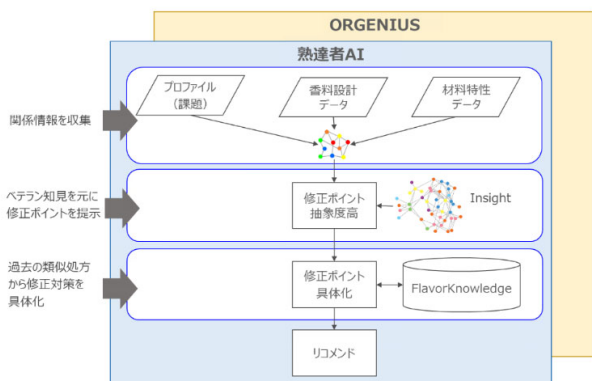 ORGENIUS
熟達者AI
プロファイル
(課題)
香料設計
データ
材料特性
データ
関係情報を収集
ベテラン知見を元に
修正ポイントを提示
修正ポイント
抽象度高
Insight
過去の類似処方
から修正対策を
具体化
修正ポイント
具体化
FlavorKnowledge
リコメンド